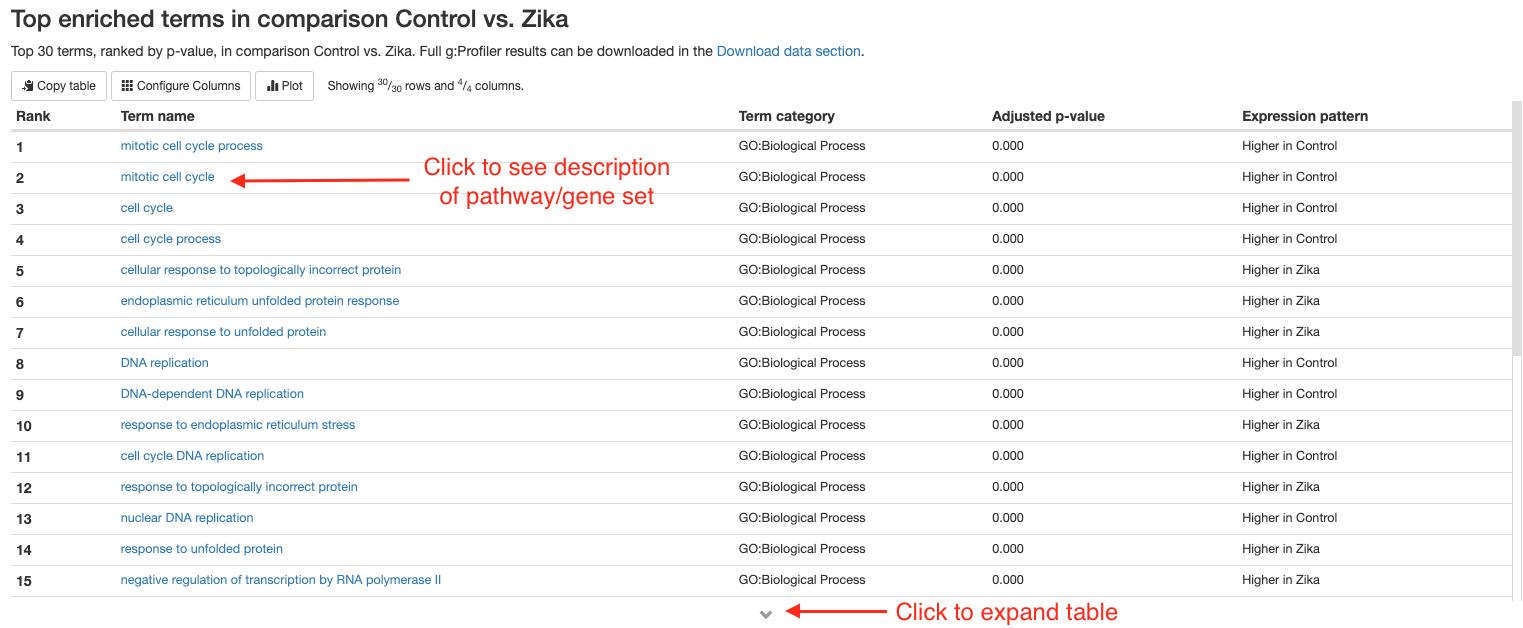 Top enriched terms in comparison Control vs. Zika
Top 30 terms, ranked by p-value, in comparison Control vs. Zika. Full g:Profiler results can be downloaded in the Download data section.
Copy table Configure Columns Plot Showing 30/30 rows and 4/4 columns.
Rank Term name Term category Adjusted p-value Expression pattern
1 mitotic cell cycle process GO:Biological Process 0.000 Higher in Control
Click to see description
2 mitotic cell cycle GO:Biological Process 0.000 Higher in Control
of pathway/gene set
3 cell cycle GO:Biological Process 0.000 Higher in Control
4 cell cycle process GO:Biological Process 0.000 Higher in Control
5 cellular response to topologically incorrect protein GO:Biological Process 0.000 Higher in Zika
6 endoplasmic reticulum unfolded protein response GO:Biological Process 0.000 Higher in Zika
7 cellular response to unfolded protein GO:Biological Process 0.000 Higher in Zika
8 DNA replication GO:Biological Process 0.000 Higher in Control
9 DNA-dependent DNA replication GO:Biological Process 0.000 Higher in Control
10 response to endoplasmic reticulum stress GO:Biological Process 0.000 Higher in Zika
11 cell cycle DNA replication GO:Biological Process 0.000 Higher in Control
12 response to topologically incorrect protein GO:Biological Process 0.000 Higher in Zika
13 nuclear DNA replication GO:Biological Process 0.000 Higher in Control
14 response to unfolded protein GO:Biological Process 0.000 Higher in Zika
15 negative regulation of transcription by RNA polymerase II GO:Biological Process 0.000 Higher in Zika
Click to expand table